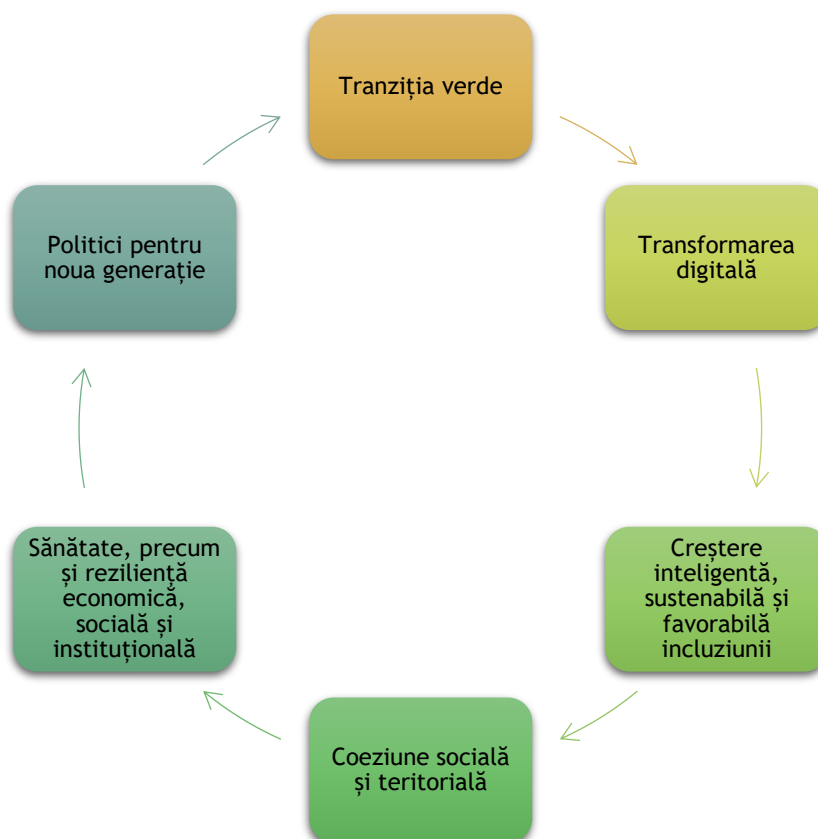 Tranziția verde
Transformarea
digitală
Creștere
inteligentă,
sustenabilă și
favorabilă
incluziunii
Coeziune socială
și teritorială
Sănătate, precum
și reziliență
economică,
socială și
instituțională
Politici pentru
noua generație